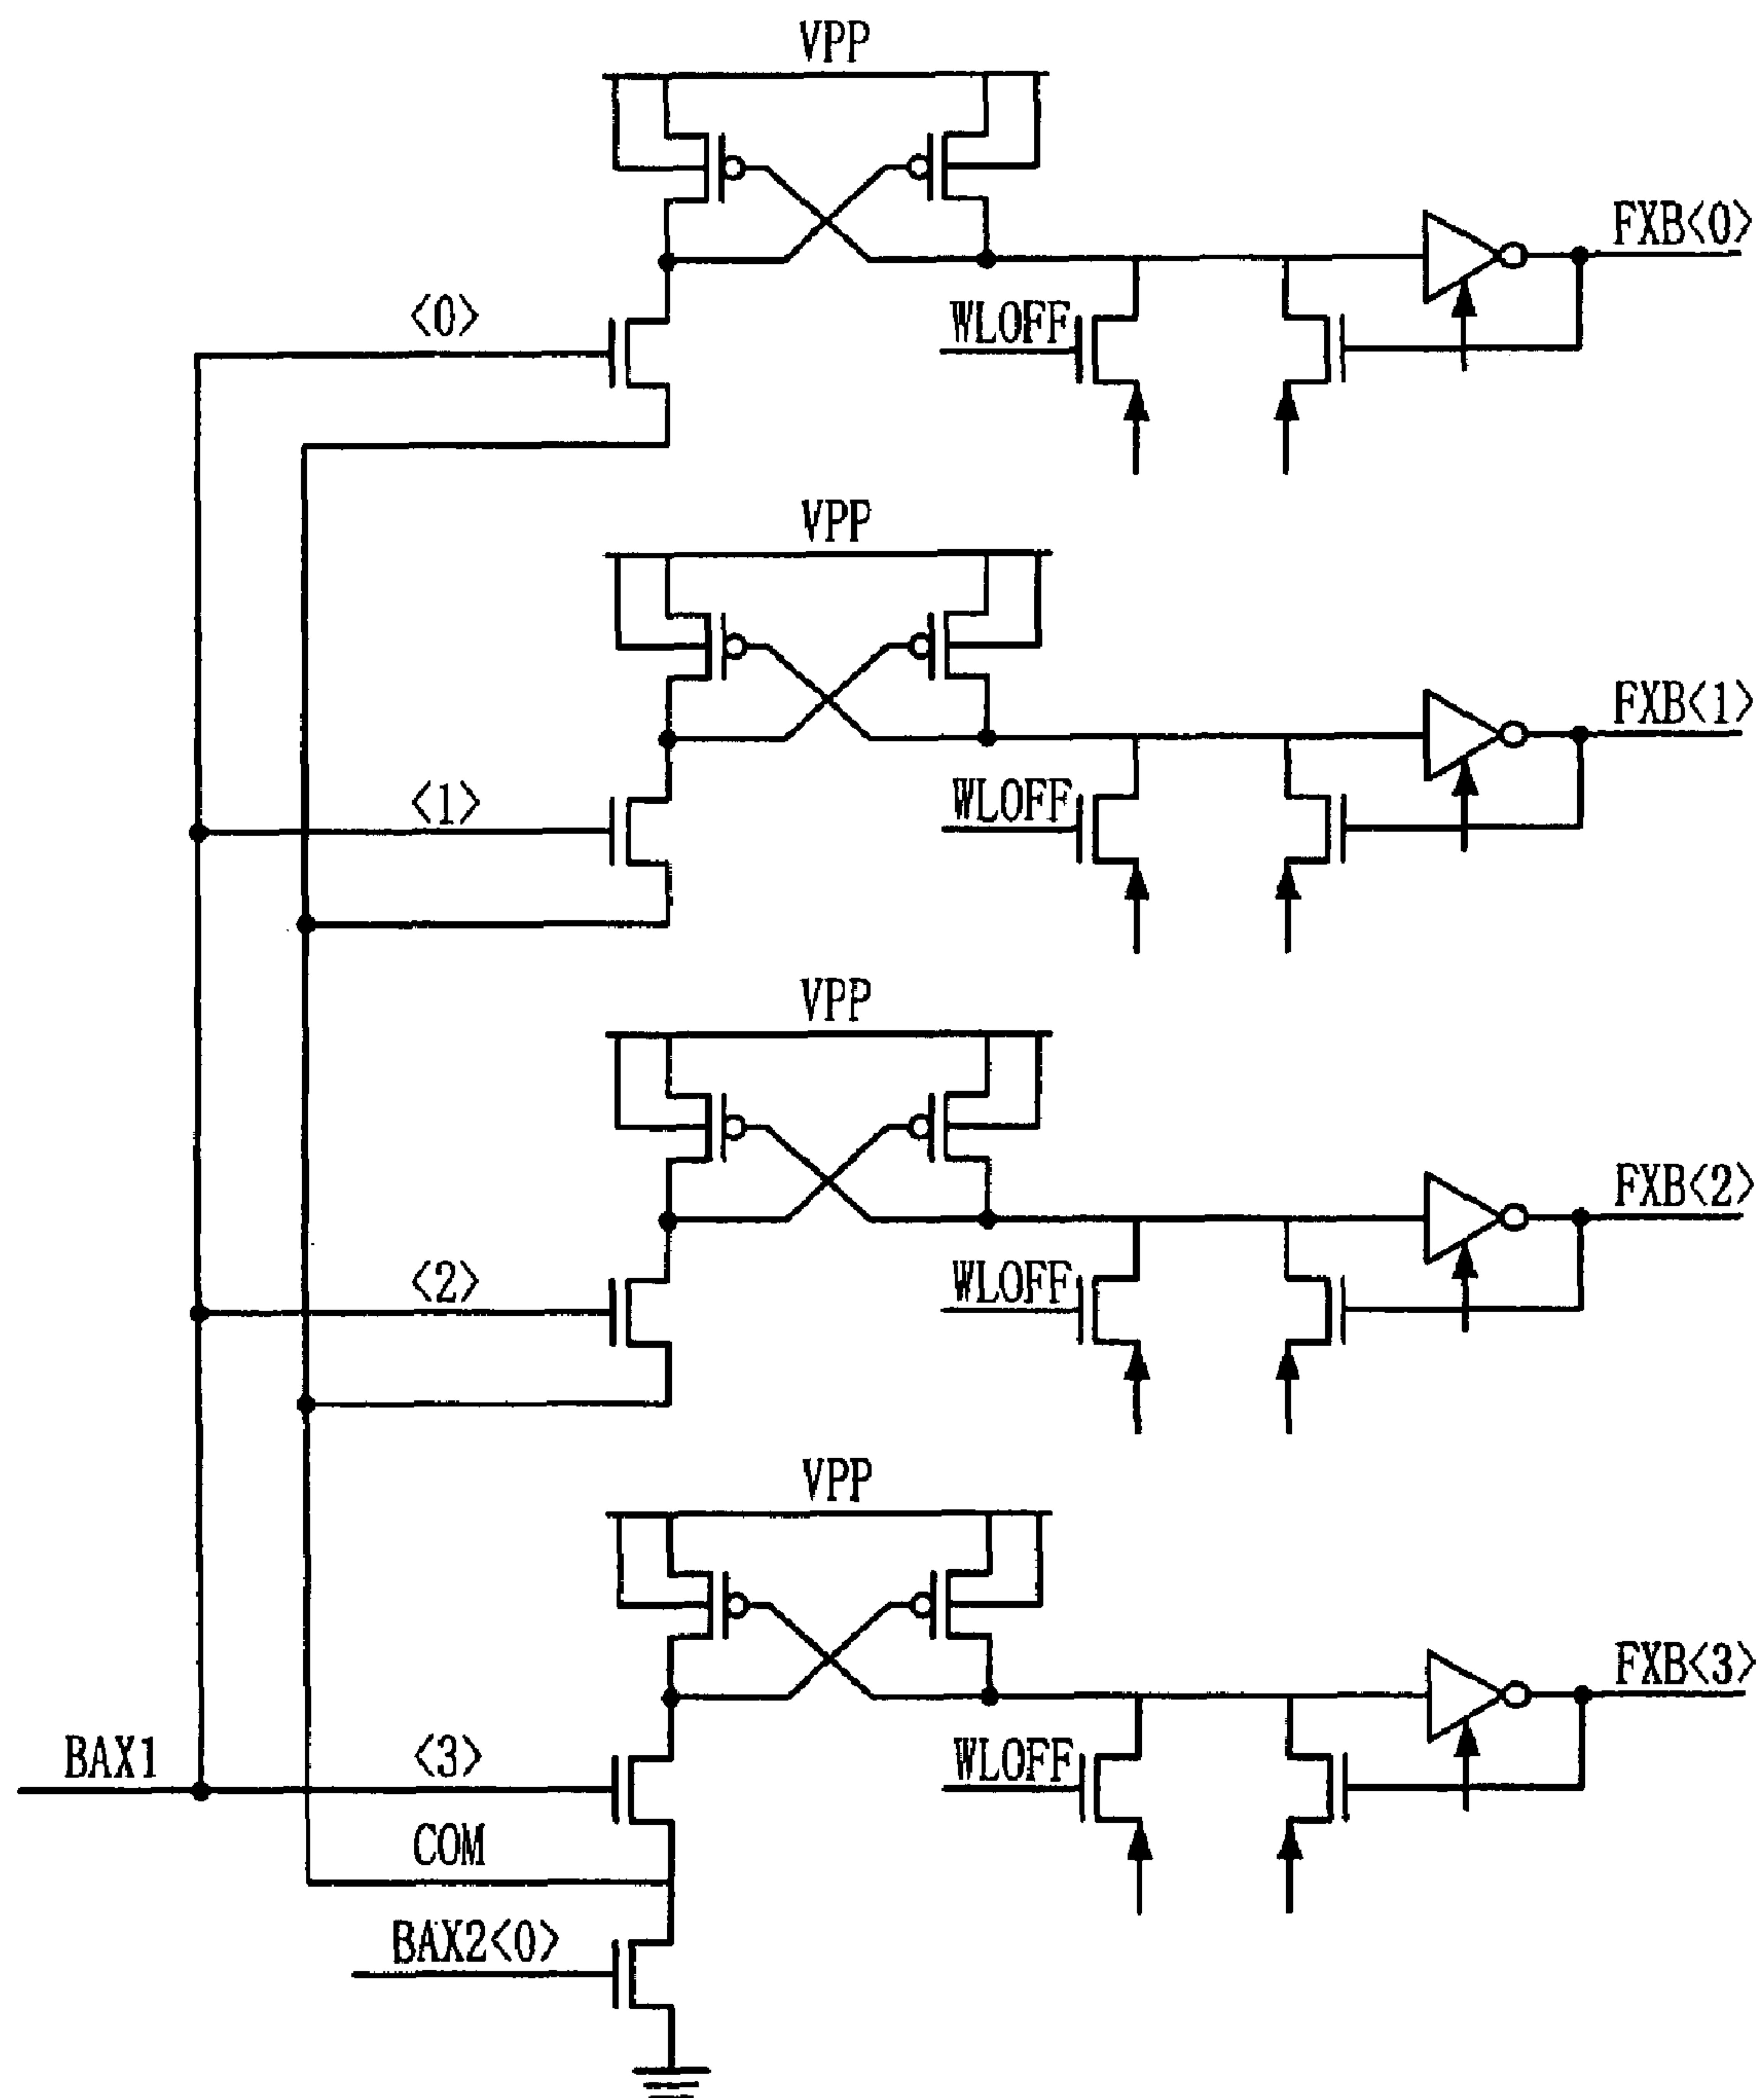 VPP
FXB<0>
<0>
WLOFF
VPP
FXB<1>
<1>
WLOFF
VPP
FXB<2>
<2>
WLOFF
VPP
FXB<3>
BAX1
<3>
WLOFF
COM
BAX2<0>